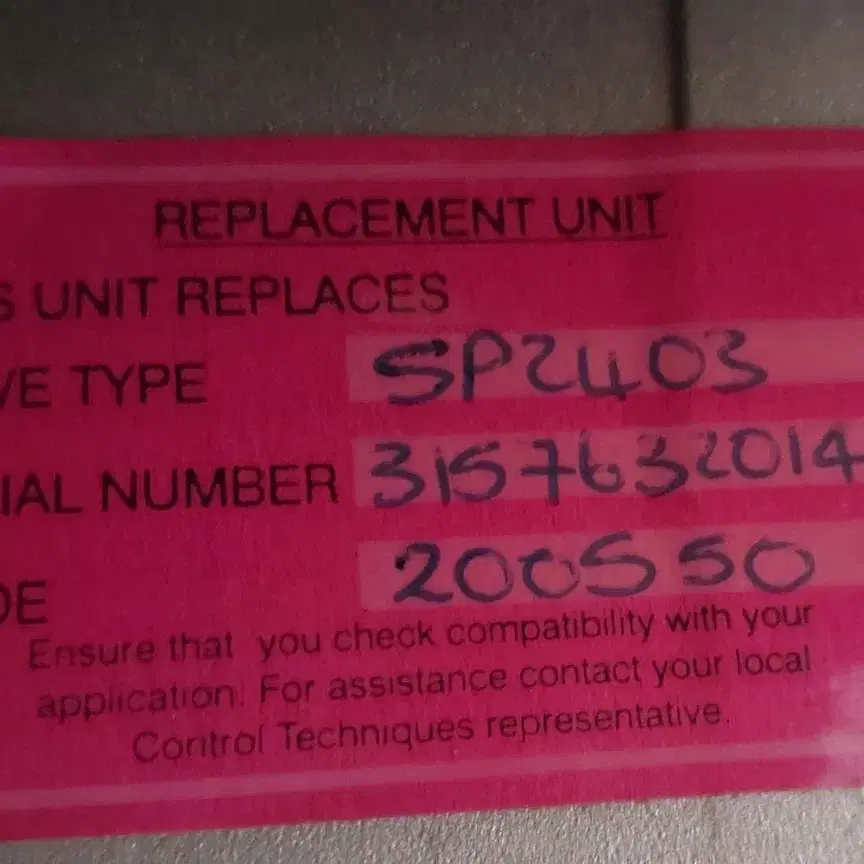 REPLACEMENT UNIT
S UNIT REPLACES
VE TYPE SP2403
IAL NUMBER 3157632014
DE 200550
Ensure that you check compatibility with your
application. For assistance contact your local
Control Techniques representative.